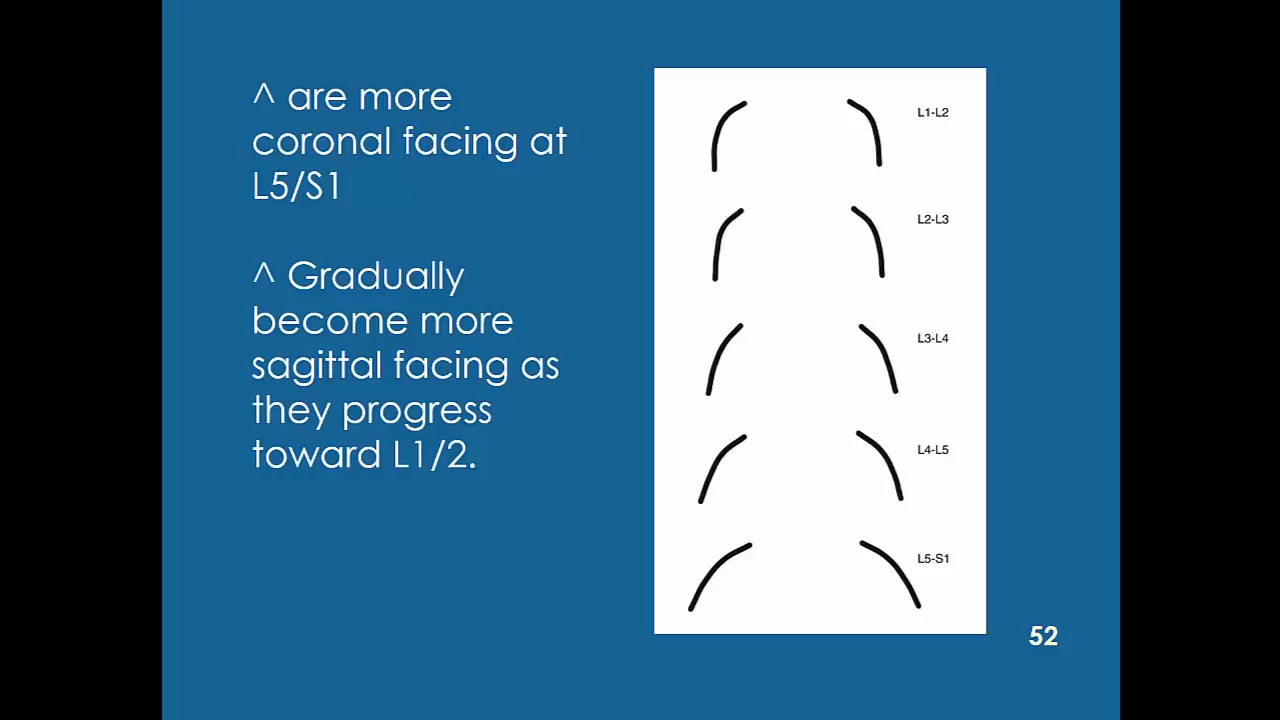 ^ are more
coronal facing at
L5/S1
^ Gradually
become more
sagittal facing as
they progress
toward L1/2.
L1-L2
L2-L3
L3-L4
L4-L5
L5-S1
52